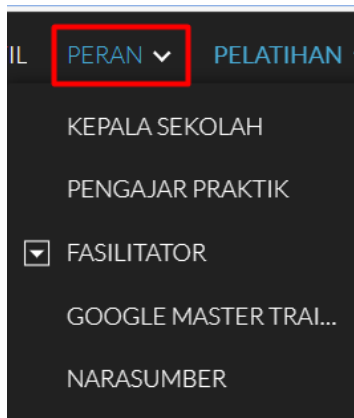 IL PERAN PELATIHAN
KEPALA SEKOLAH
PENGAJAR PRAKTIK
FASILITATOR
GOOGLE MASTER TRAI...
NARASUMBER